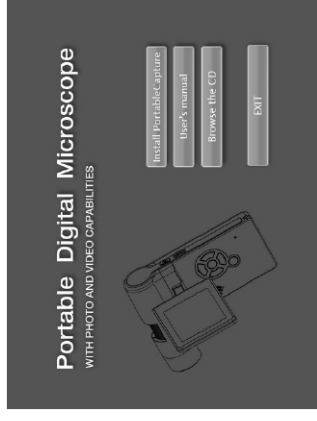 Portable Digital Microscope
WITH PHOTO AND VIDEO CAPABILITIES
Install PortableCapture
User's manual
Browse the CD
EXIT